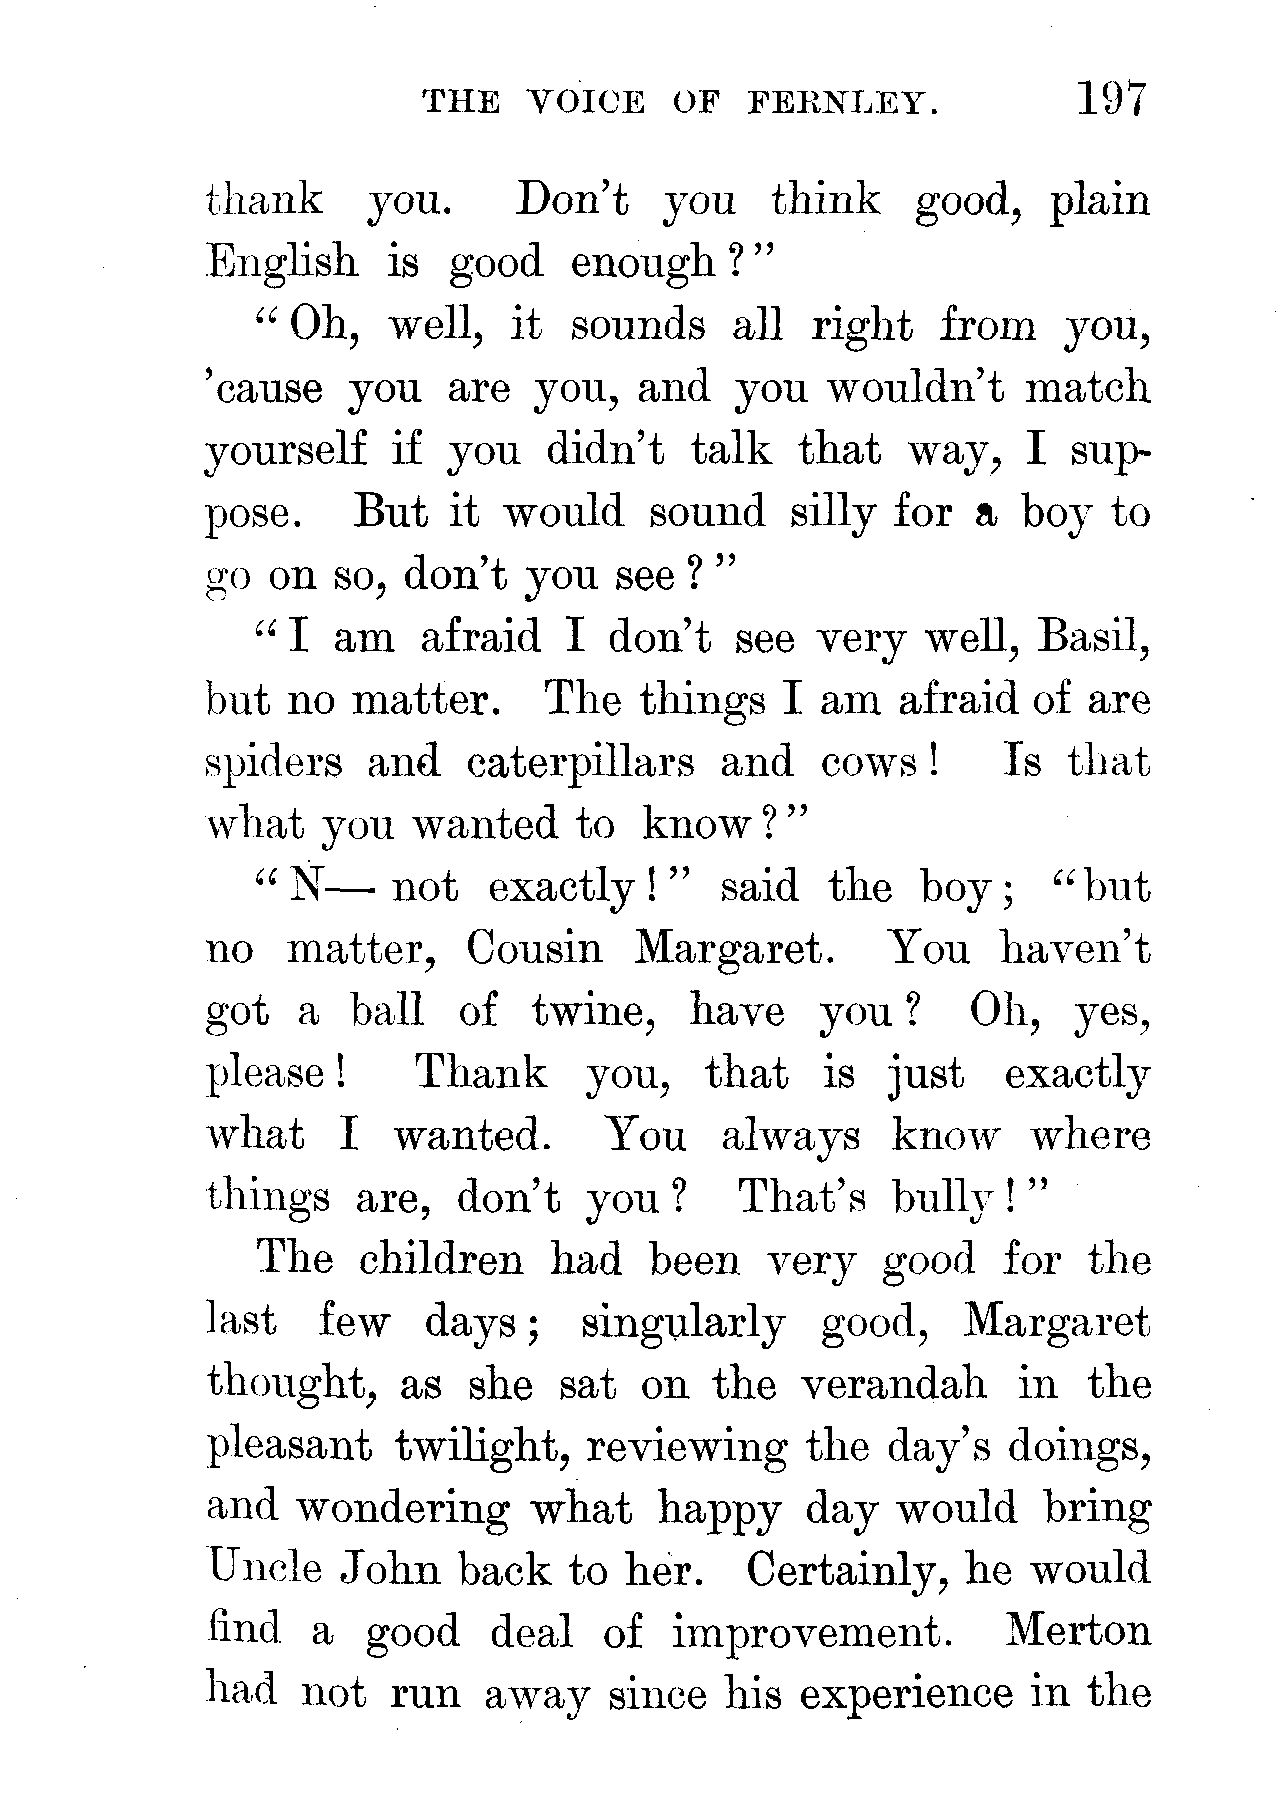 THE VOICE OF FERNLEY. 197
thank you. Don't you think good, plain
English is good enough?"
"Oh, well, it sounds all right from you,
'cause you are you, and you wouldn't match
yourself if you didn't talk that way, I sup-
pose. But it would sound silly for a boy to
go on so, don't you see?"
"I am afraid I don't see very well, Basil,
but no matter. The things I am afraid of are
spiders and caterpillars and cows! Is that
what you wanted to know?"
"N— not exactly!" said the boy; "but
no matter, Cousin Margaret. You haven't
got a ball of twine, have you? Oh, yes,
please! Thank you, that is just exactly
what I wanted. You always know where
things are, don't you? That's bully!"
The children had been very good for the
last few days; singularly good, Margaret
thought, as she sat on the verandah in the
pleasant twilight, reviewing the day's doings,
and wondering what happy day would bring
Uncle John back to her. Certainly, he would
find a good deal of improvement. Merton
had not run away since his experience in the